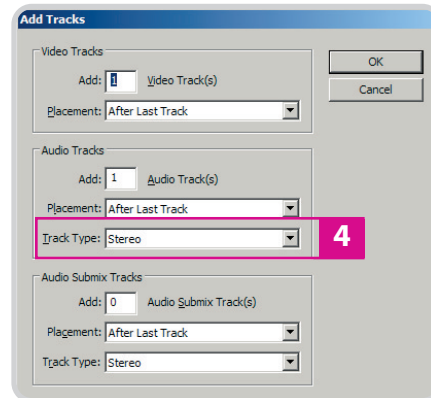 Add Tracks
Video Tracks
OK
Add: 1 Video Track(s)
Cancel
Placement: After Last Track
Audio Tracks
Add: 1 Audio Track(s)
Placement: After Last Track
Track Type: Stereo
4
Audio Submix Tracks
Add: 0 Audio Submix Track(s)
Placement: After Last Track
Track Type: Stereo